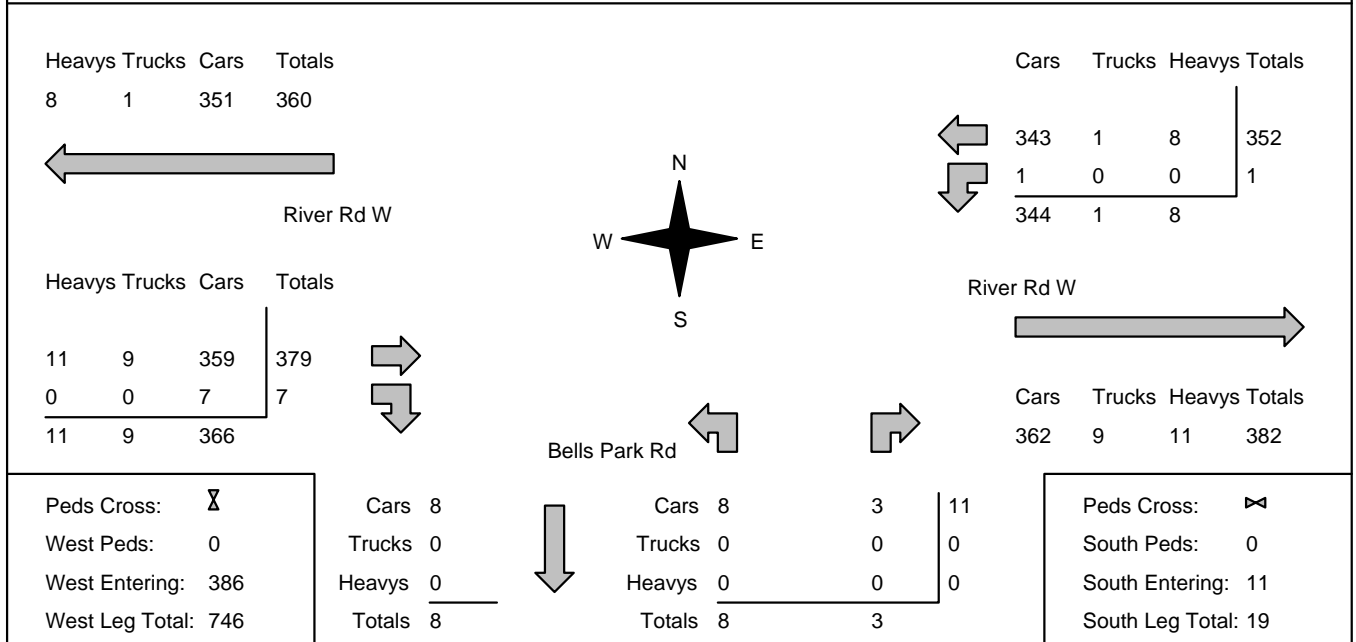 Heavys Trucks Cars Totals
8 1 351 360
River Rd W
Heavys Trucks Cars Totals
11 9 359 379
0 0 7 7
11 9 366
N
W E
S
Cars Trucks Heavys Totals
343 1 8 352
1 0 0 1
344 1 8
River Rd W
Cars Trucks Heavys Totals
362 9 11 382
Bells Park Rd
Peds Cross:
West Peds: 0
West Entering: 386
West Leg Total: 746
Cars 8
Trucks 0
Heavys 0
Totals 8
Cars 8 3 11
Trucks 0 0 0
Heavys 0 0 0
Totals 8 3
Peds Cross:
South Peds: 0
South Entering: 11
South Leg Total: 19